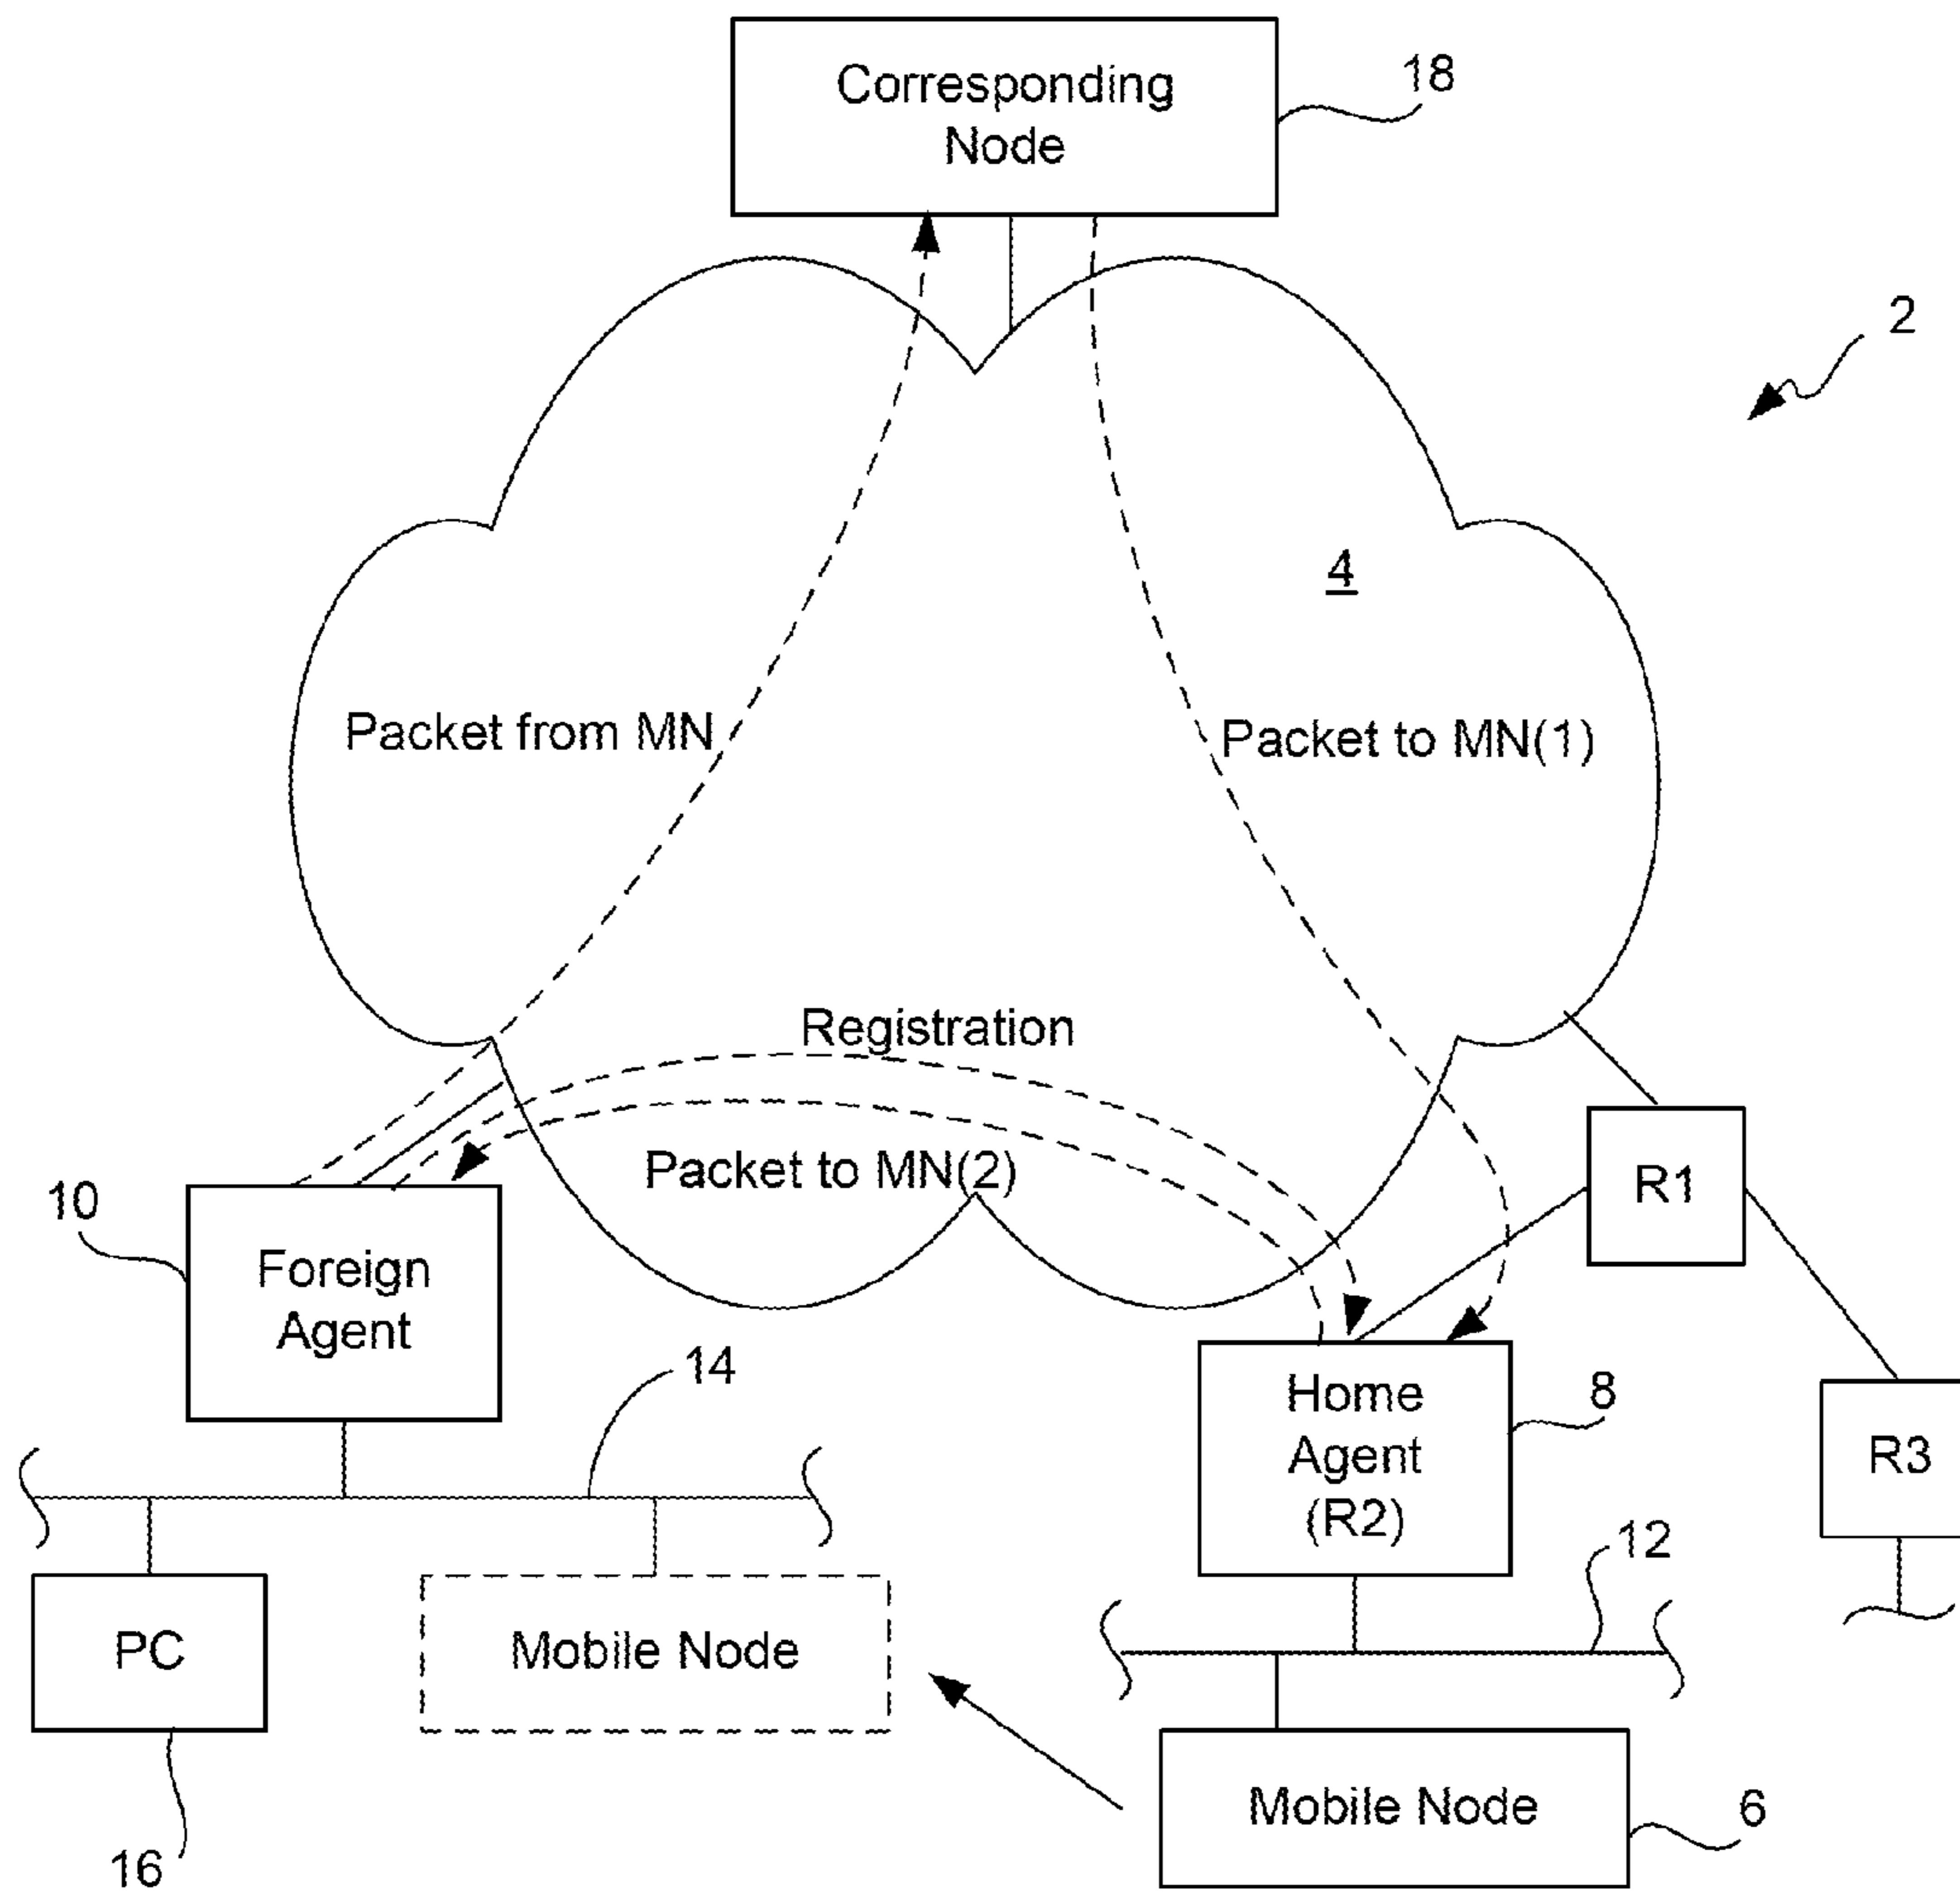 Corresponding
Node
18
2
4
Packet from MN
Packet to MN(1)
Registration
Packet to MN(2)
R1
10
Foreign
Agent
14
Home
Agent
(R2)
8
R3
12
PC
Mobile Node
Mobile Node
6
16